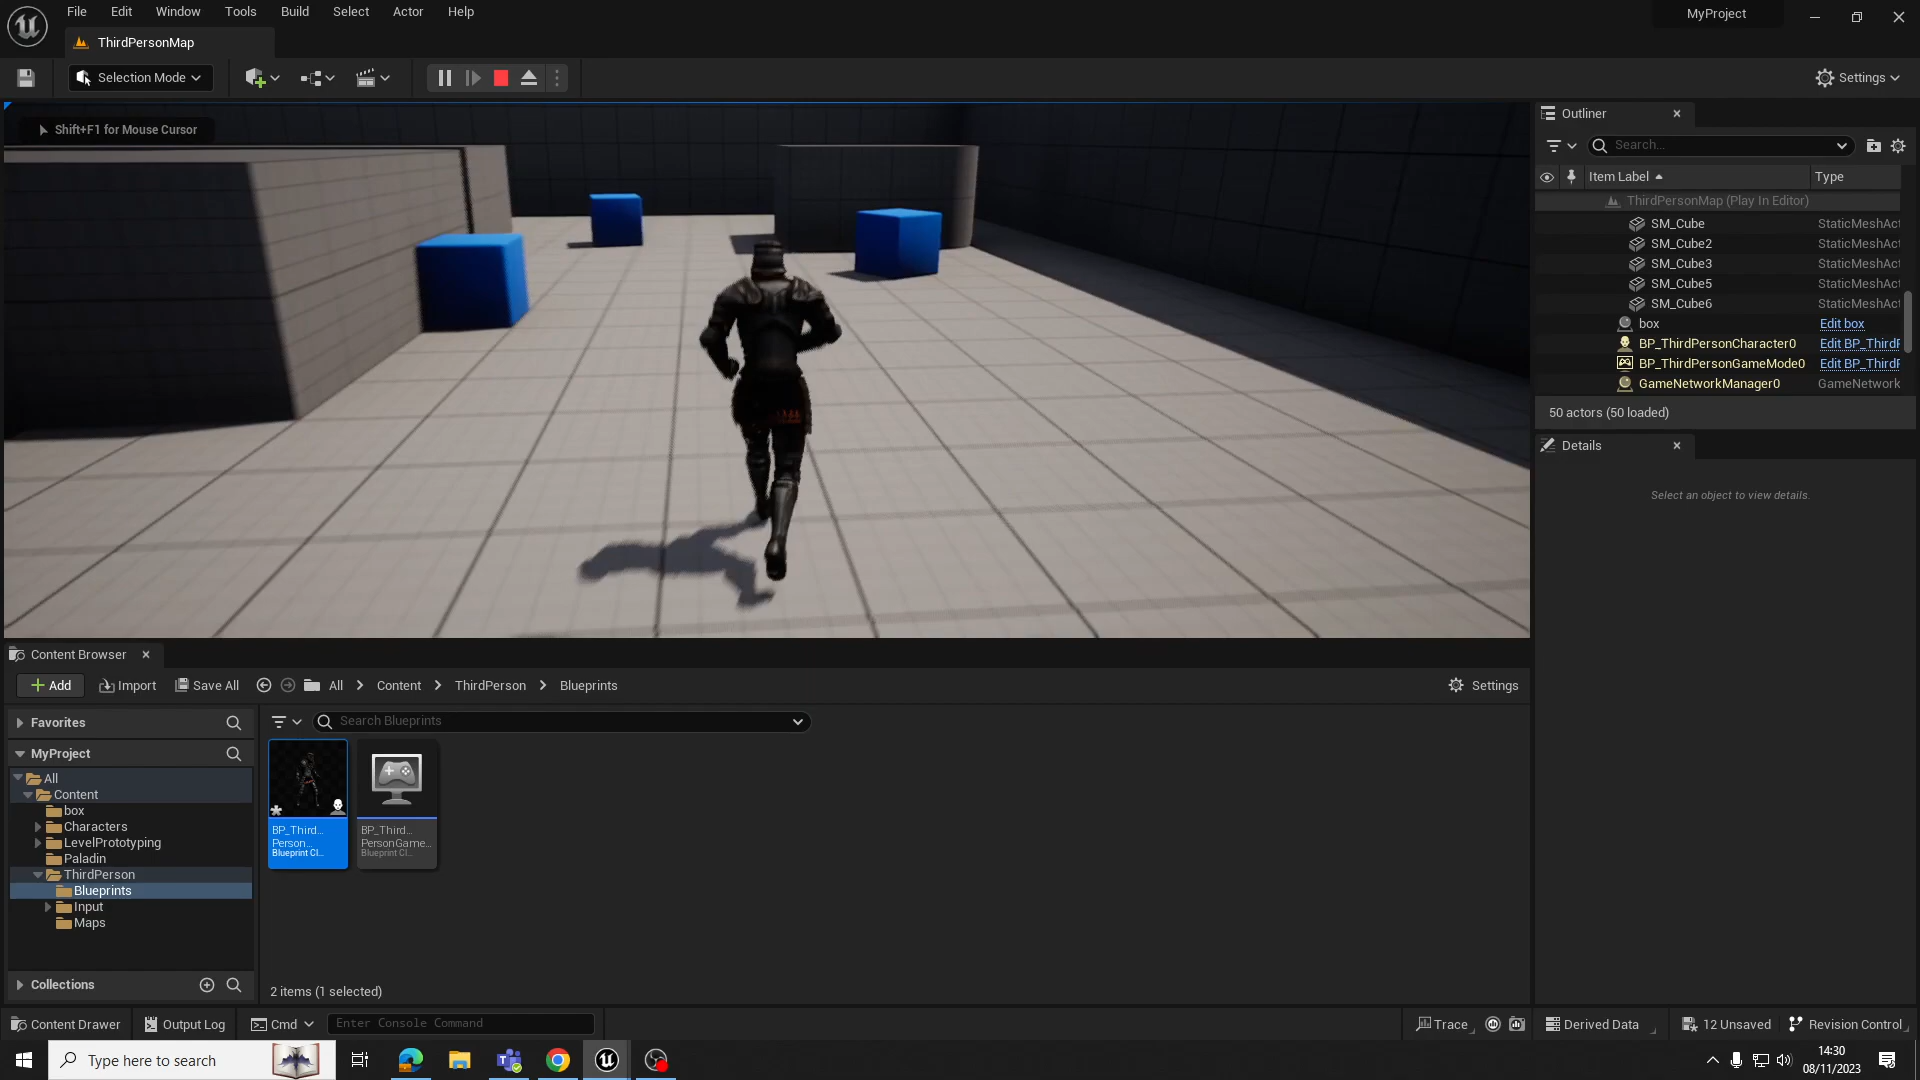 File Edit Window Tools Build Select Actor Help
MyProject
ThirdPersonMap
Selection Mode
Settings
Shift+F1 for Mouse Cursor
Outliner
Search...
Item Label Type
ThirdPersonMap (Play In Editor)
SM_Cube StaticMeshAct
SM_Cube2 StaticMeshAct
SM_Cube3 StaticMeshAct
SM_Cube5 StaticMeshAct
SM_Cube6 StaticMeshAct
box Edit box
BP_ThirdPersonCharacter0 Edit BP_ThirdF
BP_ThirdPersonGameMode0 Edit BP_ThirdF
GameNetworkManager0 GameNetwork
50 actors (50 loaded)
Details
Select an object to view details.
Content Browser
Add Import Save All All Content ThirdPerson Blueprints Settings
Favorites
Search Blueprints
MyProject
All
Content
box
Characters
LevelPrototyping
Paladin
ThirdPerson
Blueprints
Input
Maps
BP_Third...
Person...
Blueprint Cl...
BP_Third...
PersonGame...
Blueprint Cl...
Collections
2 items (1 selected)
Content Drawer Output Log Cmd Enter Console Command Trace Derived Data 12 Unsaved Revision Control
Type here to search
14:30
08/11/2023